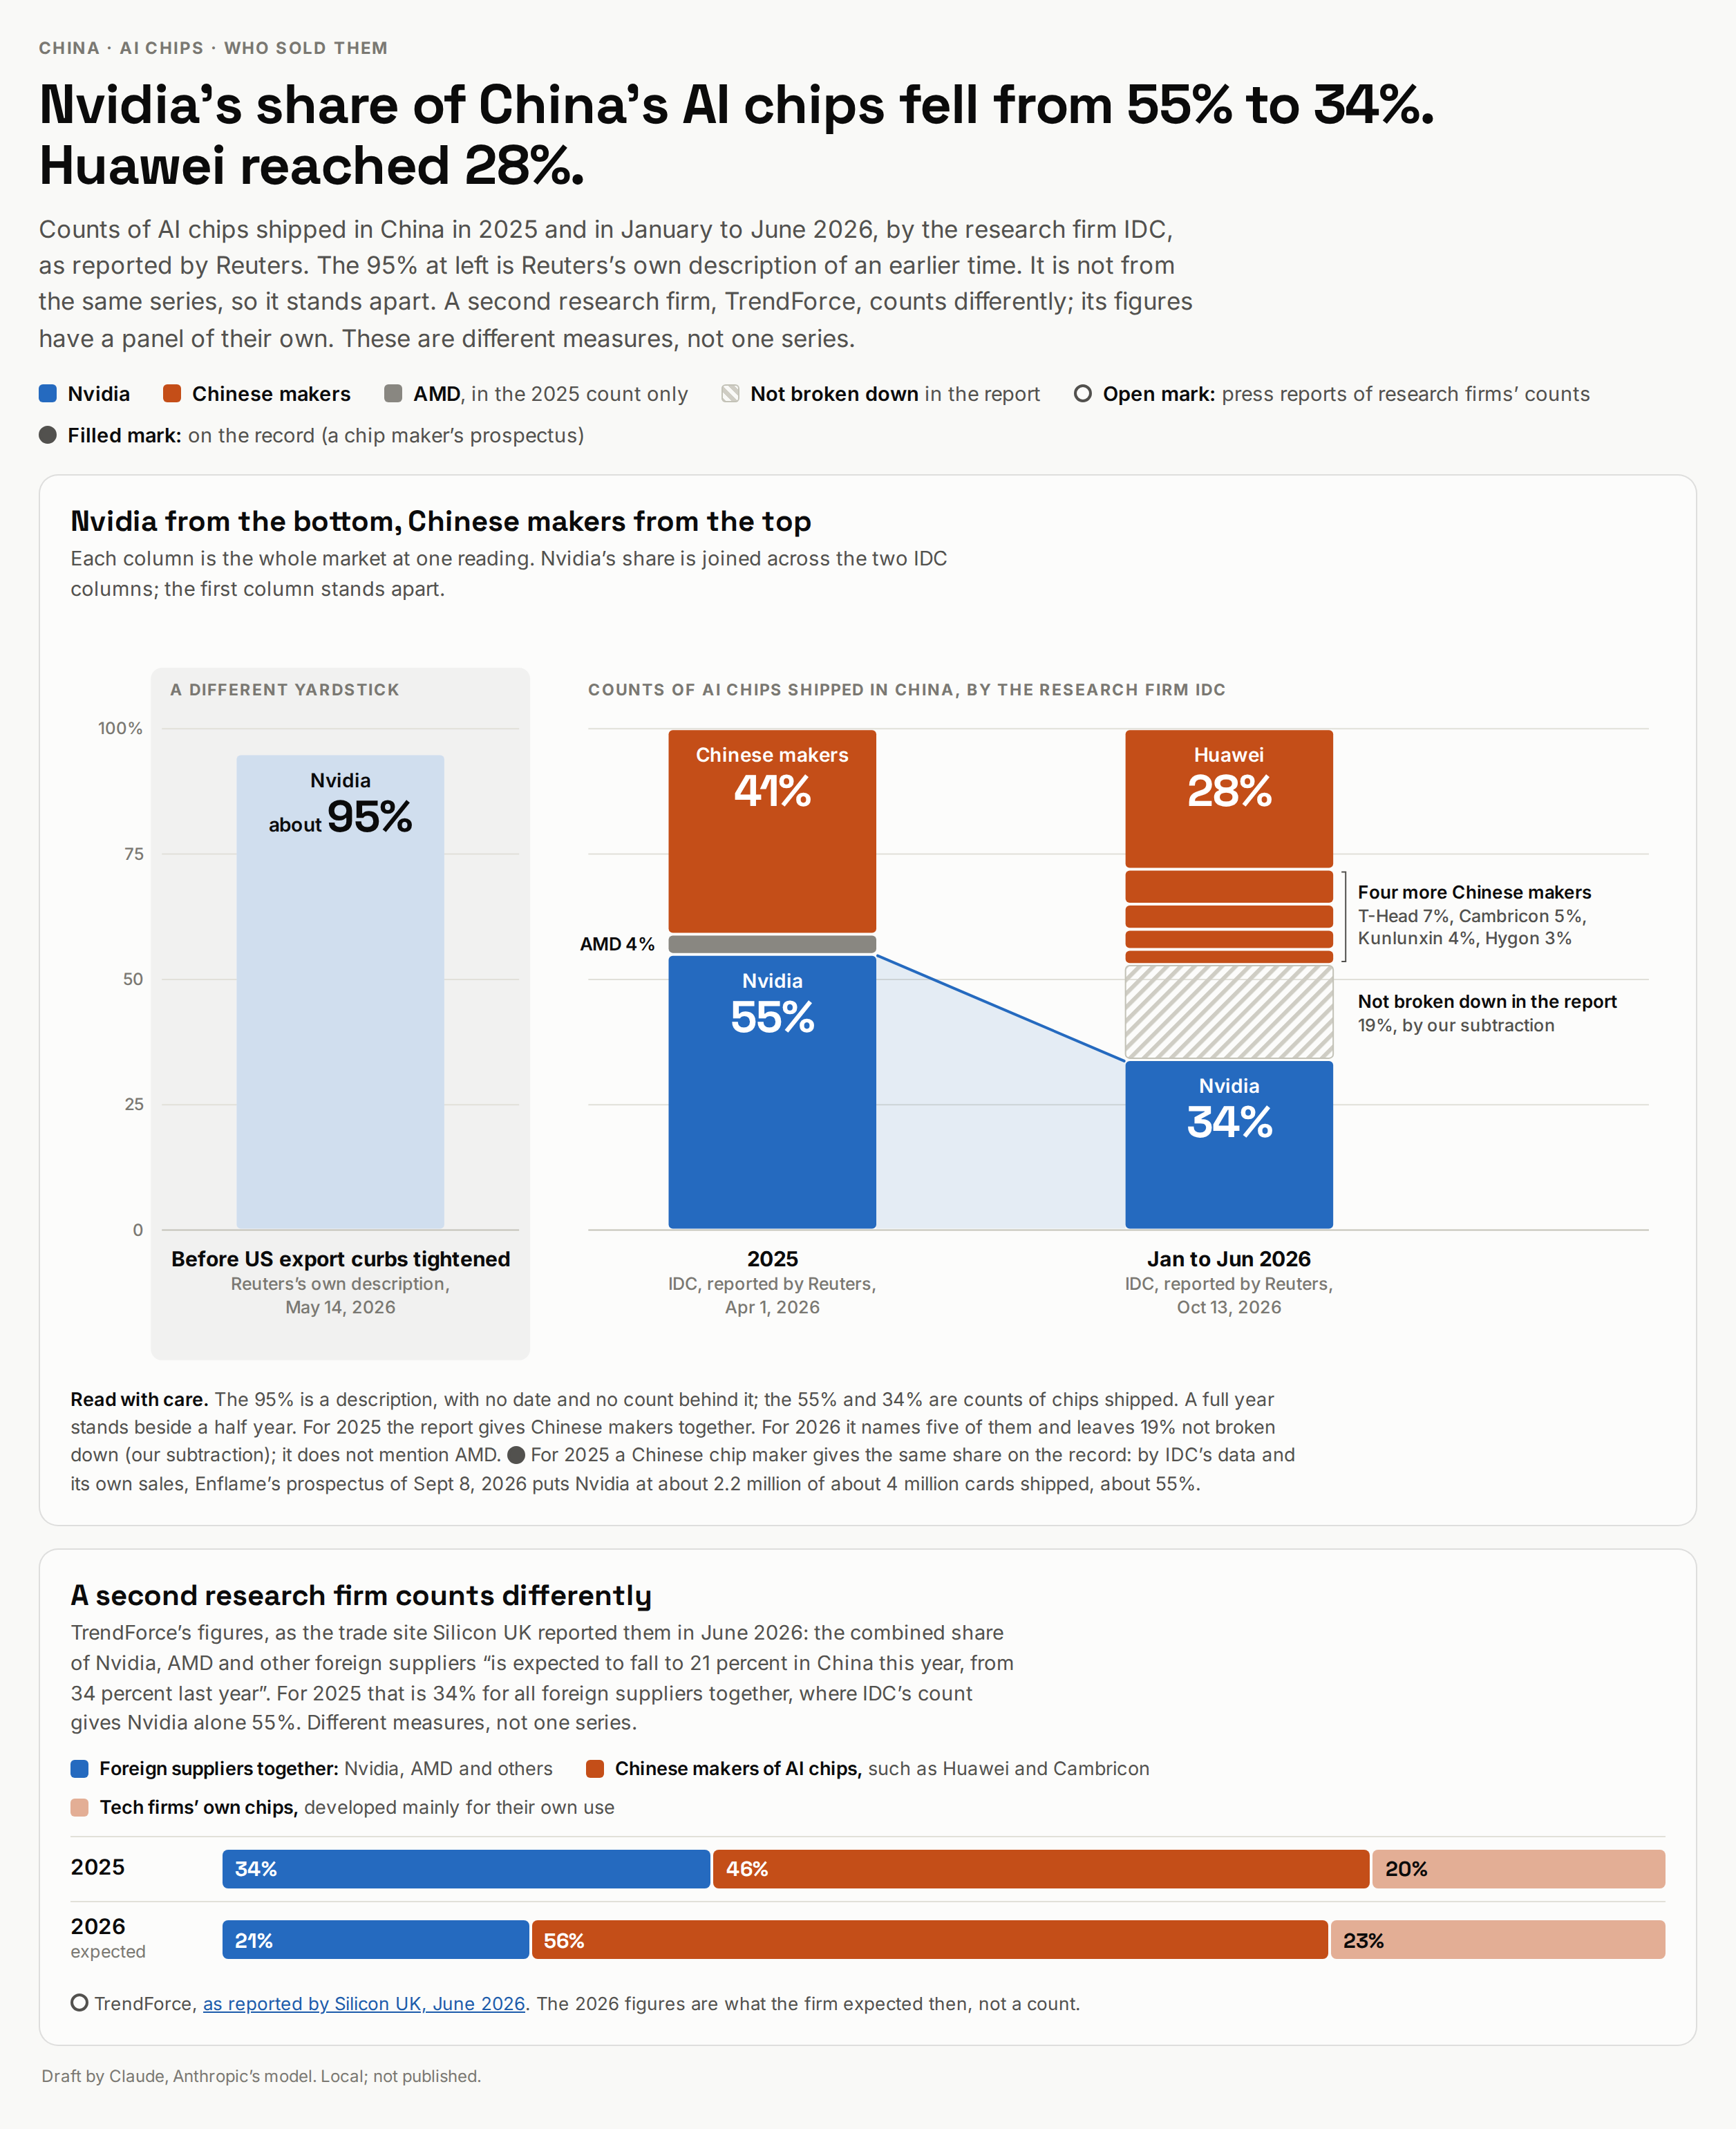 CHINA · AI CHIPS · WHO SOLD THEM
Nvidia’s share of China’s AI chips fell from 55% to 34%.
Huawei reached 28%.
Counts of AI chips shipped in China in 2025 and in January to June 2026, by the research firm IDC,
as reported by Reuters. The 95% at left is Reuters’s own description of an earlier time. It is not from
the same series, so it stands apart. A second research firm, TrendForce, counts differently; its figures
have a panel of their own. These are different measures, not one series.
Nvidia
Chinese makers
AMD, in the 2025 count only
Not broken down in the report
Open mark: press reports of research firms’ counts
Filled mark: on the record (a chip maker’s prospectus)
Nvidia from the bottom, Chinese makers from the top
Each column is the whole market at one reading. Nvidia’s share is joined across the two IDC
columns; the first column stands apart.
A DIFFERENT YARDSTICK
COUNTS OF AI CHIPS SHIPPED IN CHINA, BY THE RESEARCH FIRM IDC
100%
75
50
25
0
Nvidia
about 95%
Before US export curbs tightened
Reuters’s own description,
May 14, 2026
Chinese makers
41%
AMD 4%
Nvidia
55%
2025
IDC, reported by Reuters,
Apr 1, 2026
Huawei
28%
Four more Chinese makers
T-Head 7%, Cambricon 5%,
Kunlunxin 4%, Hygon 3%
Not broken down in the report
19%, by our subtraction
Nvidia
34%
Jan to Jun 2026
IDC, reported by Reuters,
Oct 13, 2026
Read with care. The 95% is a description, with no date and no count behind it; the 55% and 34% are counts of chips shipped. A full year
stands beside a half year. For 2025 the report gives Chinese makers together. For 2026 it names five of them and leaves 19% not broken
down (our subtraction); it does not mention AMD. For 2025 a Chinese chip maker gives the same share on the record: by IDC’s data and
its own sales, Enflame’s prospectus of Sept 8, 2026 puts Nvidia at about 2.2 million of about 4 million cards shipped, about 55%.
A second research firm counts differently
TrendForce’s figures, as the trade site Silicon UK reported them in June 2026: the combined share
of Nvidia, AMD and other foreign suppliers “is expected to fall to 21 percent in China this year, from
34 percent last year”. For 2025 that is 34% for all foreign suppliers together, where IDC’s count
gives Nvidia alone 55%. Different measures, not one series.
Foreign suppliers together: Nvidia, AMD and others
Chinese makers of AI chips, such as Huawei and Cambricon
Tech firms’ own chips, developed mainly for their own use
2025
34%
46%
20%
2026
expected
21%
56%
23%
TrendForce, as reported by Silicon UK, June 2026. The 2026 figures are what the firm expected then, not a count.
Draft by Claude, Anthropic’s model. Local; not published.